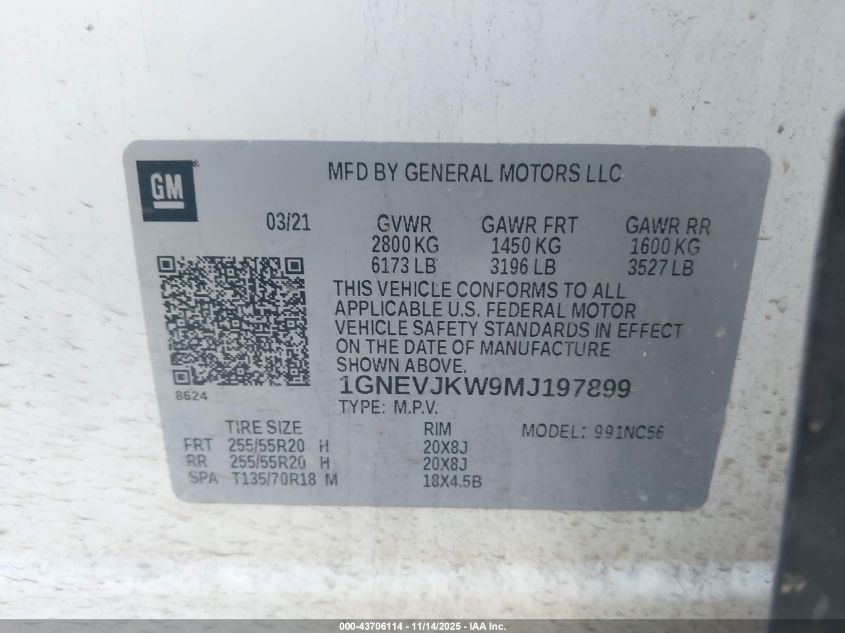 GM
MFD BY GENERAL MOTORS LLC
03/21 GVWR GAWR FRT GAWR RR
2800 KG 1450 KG 1600 KG
6173 LB 3196 LB 3527 LB
THIS VEHICLE CONFORMS TO ALL
APPLICABLE U.S. FEDERAL MOTOR
VEHICLE SAFETY STANDARDS IN EFFECT
ON THE DATE OF MANUFACTURE
SHOWN ABOVE.
1GNEVJKW9MJ197899
8624
TYPE: M.P.V.
TIRE SIZE RIM MODEL: 991NC56
FRT 255/55R20 H 20X8J
RR 255/55R20 H 20X8J
SPA T135/70R18 M 18X4.5B
000-43706114 - 11/14/2025 - IAA Inc.